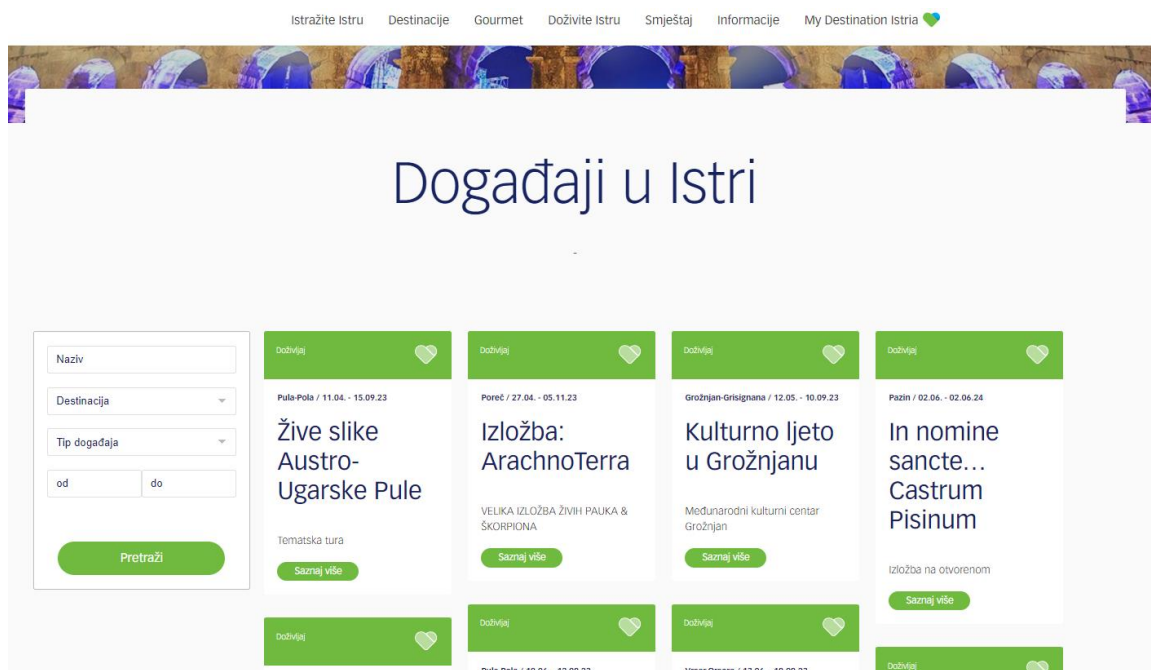 Istražite Istru Destinacije Gourmet Doživite Istru Smještaj Informacije My Destination Istria
Događaji u Istri
-
Naziv
Destinacija
Tip događaja
od do
Pretraži
Doživljaj
Pula-Pola / 11.04. - 15.09.23
Žive slike
Austro-
Ugarske Pule
Tematska tura
Saznaj više
Doživljaj
Poreč / 27.04. - 05.11.23
Izložba:
ArachnoTerra
VELIKA IZLOŽBA ŽIVIH PAUKA &
ŠKORPIONA
Saznaj više
Doživljaj
Grožnjan-Grisignana / 12.05. - 10.09.23
Kulturno ljeto
u Grožnjanu
Međunarodni kulturni centar
Grožnjan
Saznaj više
Doživljaj
Pazin / 02.06. - 02.06.24
In nomine
sancte...
Castrum
Pisinum
Izložba na otvorenom
Saznaj više
Doživljaj
Doživljaj
Doživljaj
Doživljaj